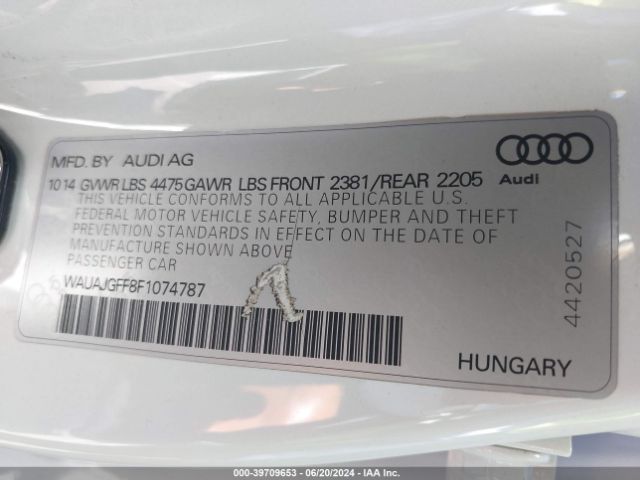 MFD. BY AUDI AG
1014 GVWR LBS 4475 GAWR LBS FRONT 2381/REAR 2205
THIS VEHICLE CONFORMS TO ALL APPLICABLE U.S.
FEDERAL MOTOR VEHICLE SAFETY, BUMPER AND THEFT
PREVENTION STANDARDS IN EFFECT ON THE DATE OF
MANUFACTURE SHOWN ABOVE
PASSENGER CAR
WAUAJGFF8F1074787
Audi
4420527
HUNGARY
000-39709653 / 06/20/2024 - IAA Inc.